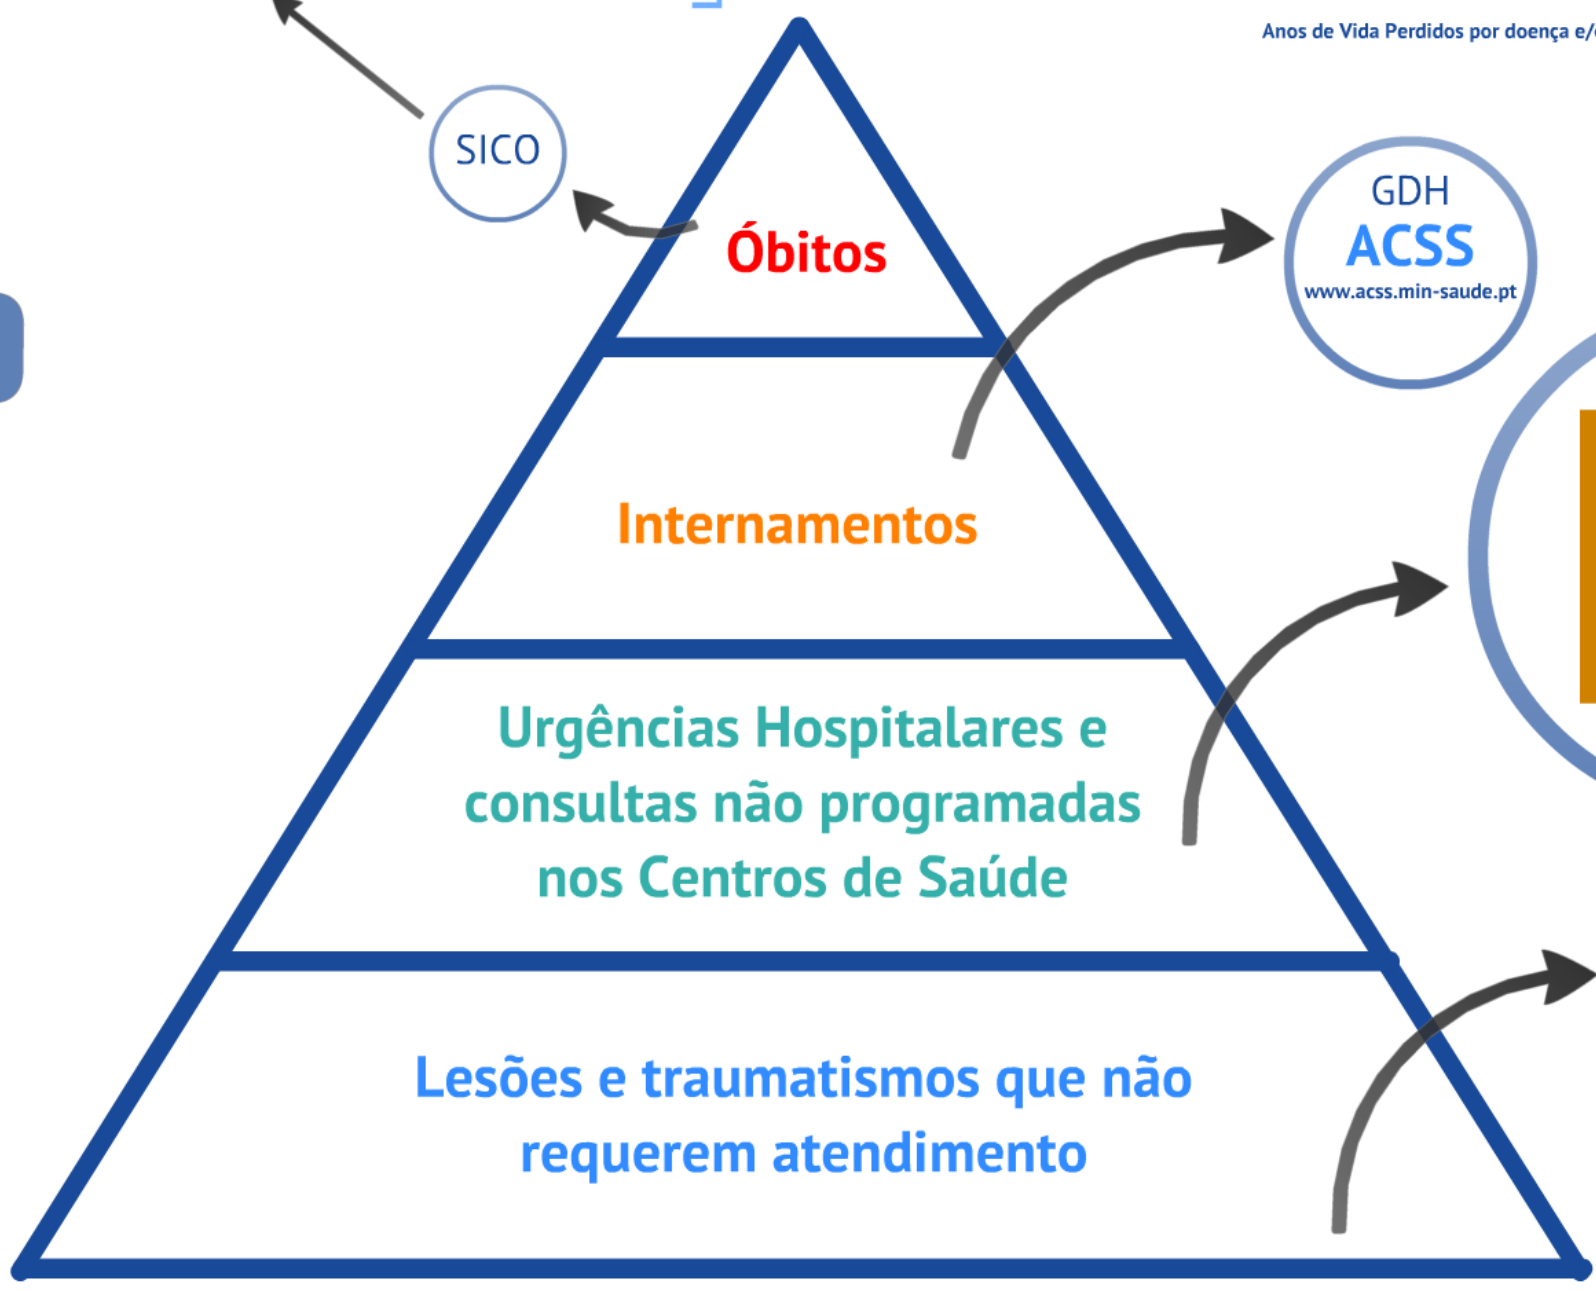 Anos de Vida Perdidos por doença e/
SICO
GDH
ACSS
www.acss.min-saude.pt
Óbitos
Internamentos
Urgências Hospitalares e
consultas não programadas
nos Centros de Saúde
Lesões e traumatismos que não
requerem atendimento